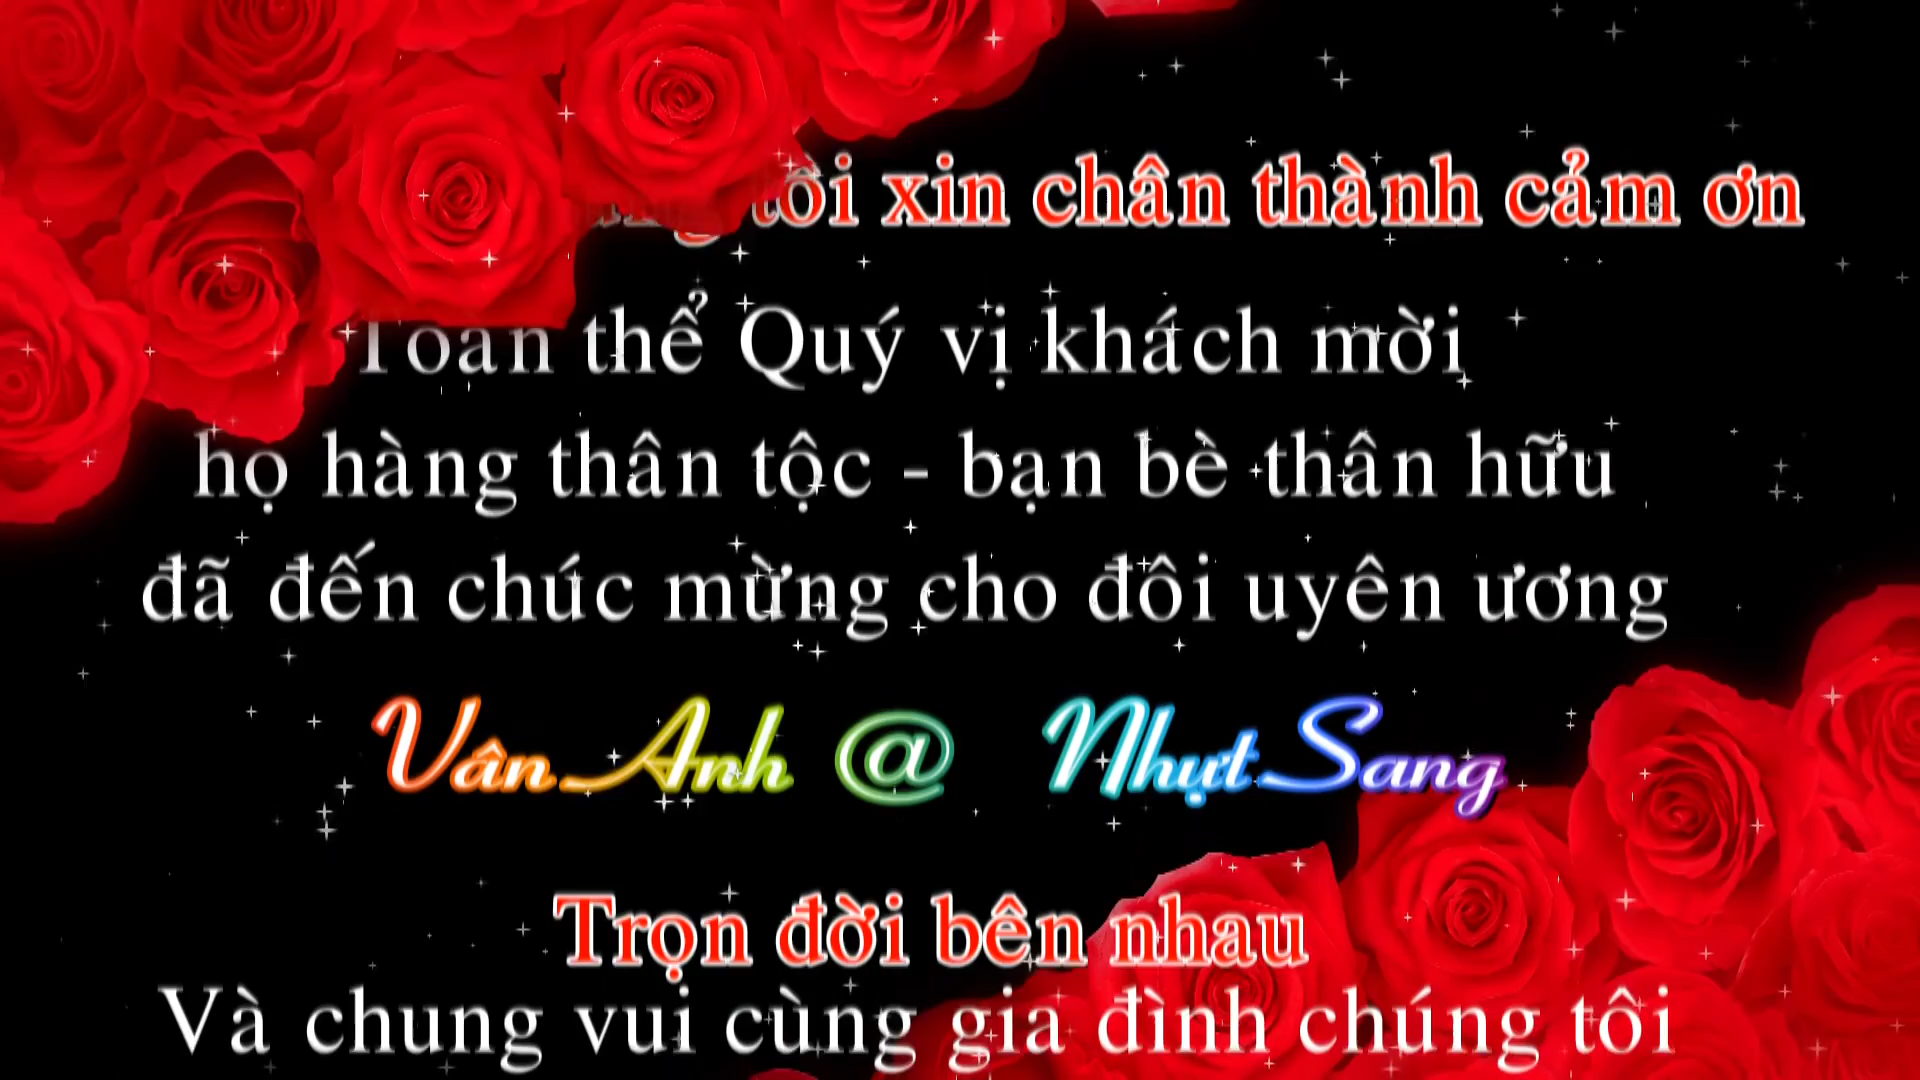 tôi xin chân thành cảm ơn
Toàn thể Quý vị khách mời
họ hàng thân tộc - bạn bè thân hữu
đã đến chúc mừng cho đôi uyên ương
Vân Anh @ Nhựt Sang
Trọn đời bên nhau
Và chung vui cùng gia đình chúng tôi